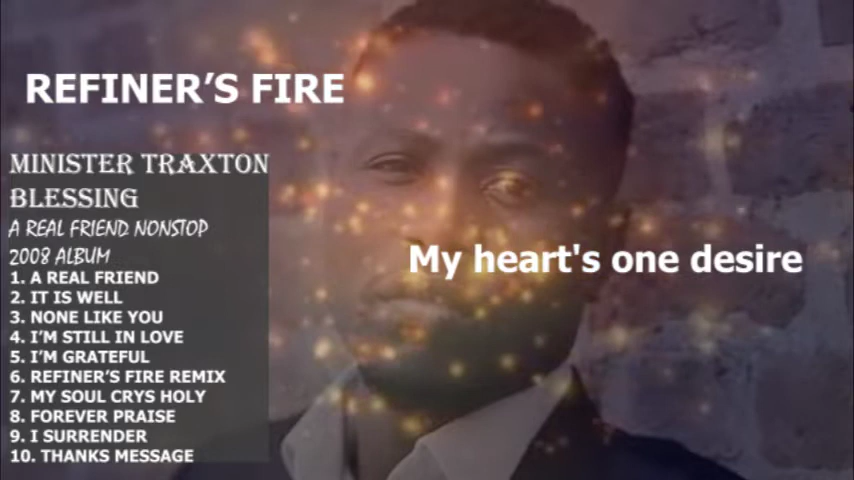 REFINER’S FIRE
MINISTER TRAXTON
BLESSING
A REAL FRIEND NONSTOP
2008 ALBUM
1. A REAL FRIEND
2. IT IS WELL
3. NONE LIKE YOU
4. I’M STILL IN LOVE
5. I’M GRATEFUL
6. REFINER’S FIRE REMIX
7. MY SOUL CRYS HOLY
8. FOREVER PRAISE
9. I SURRENDER
10. THANKS MESSAGE
My heart's one desire